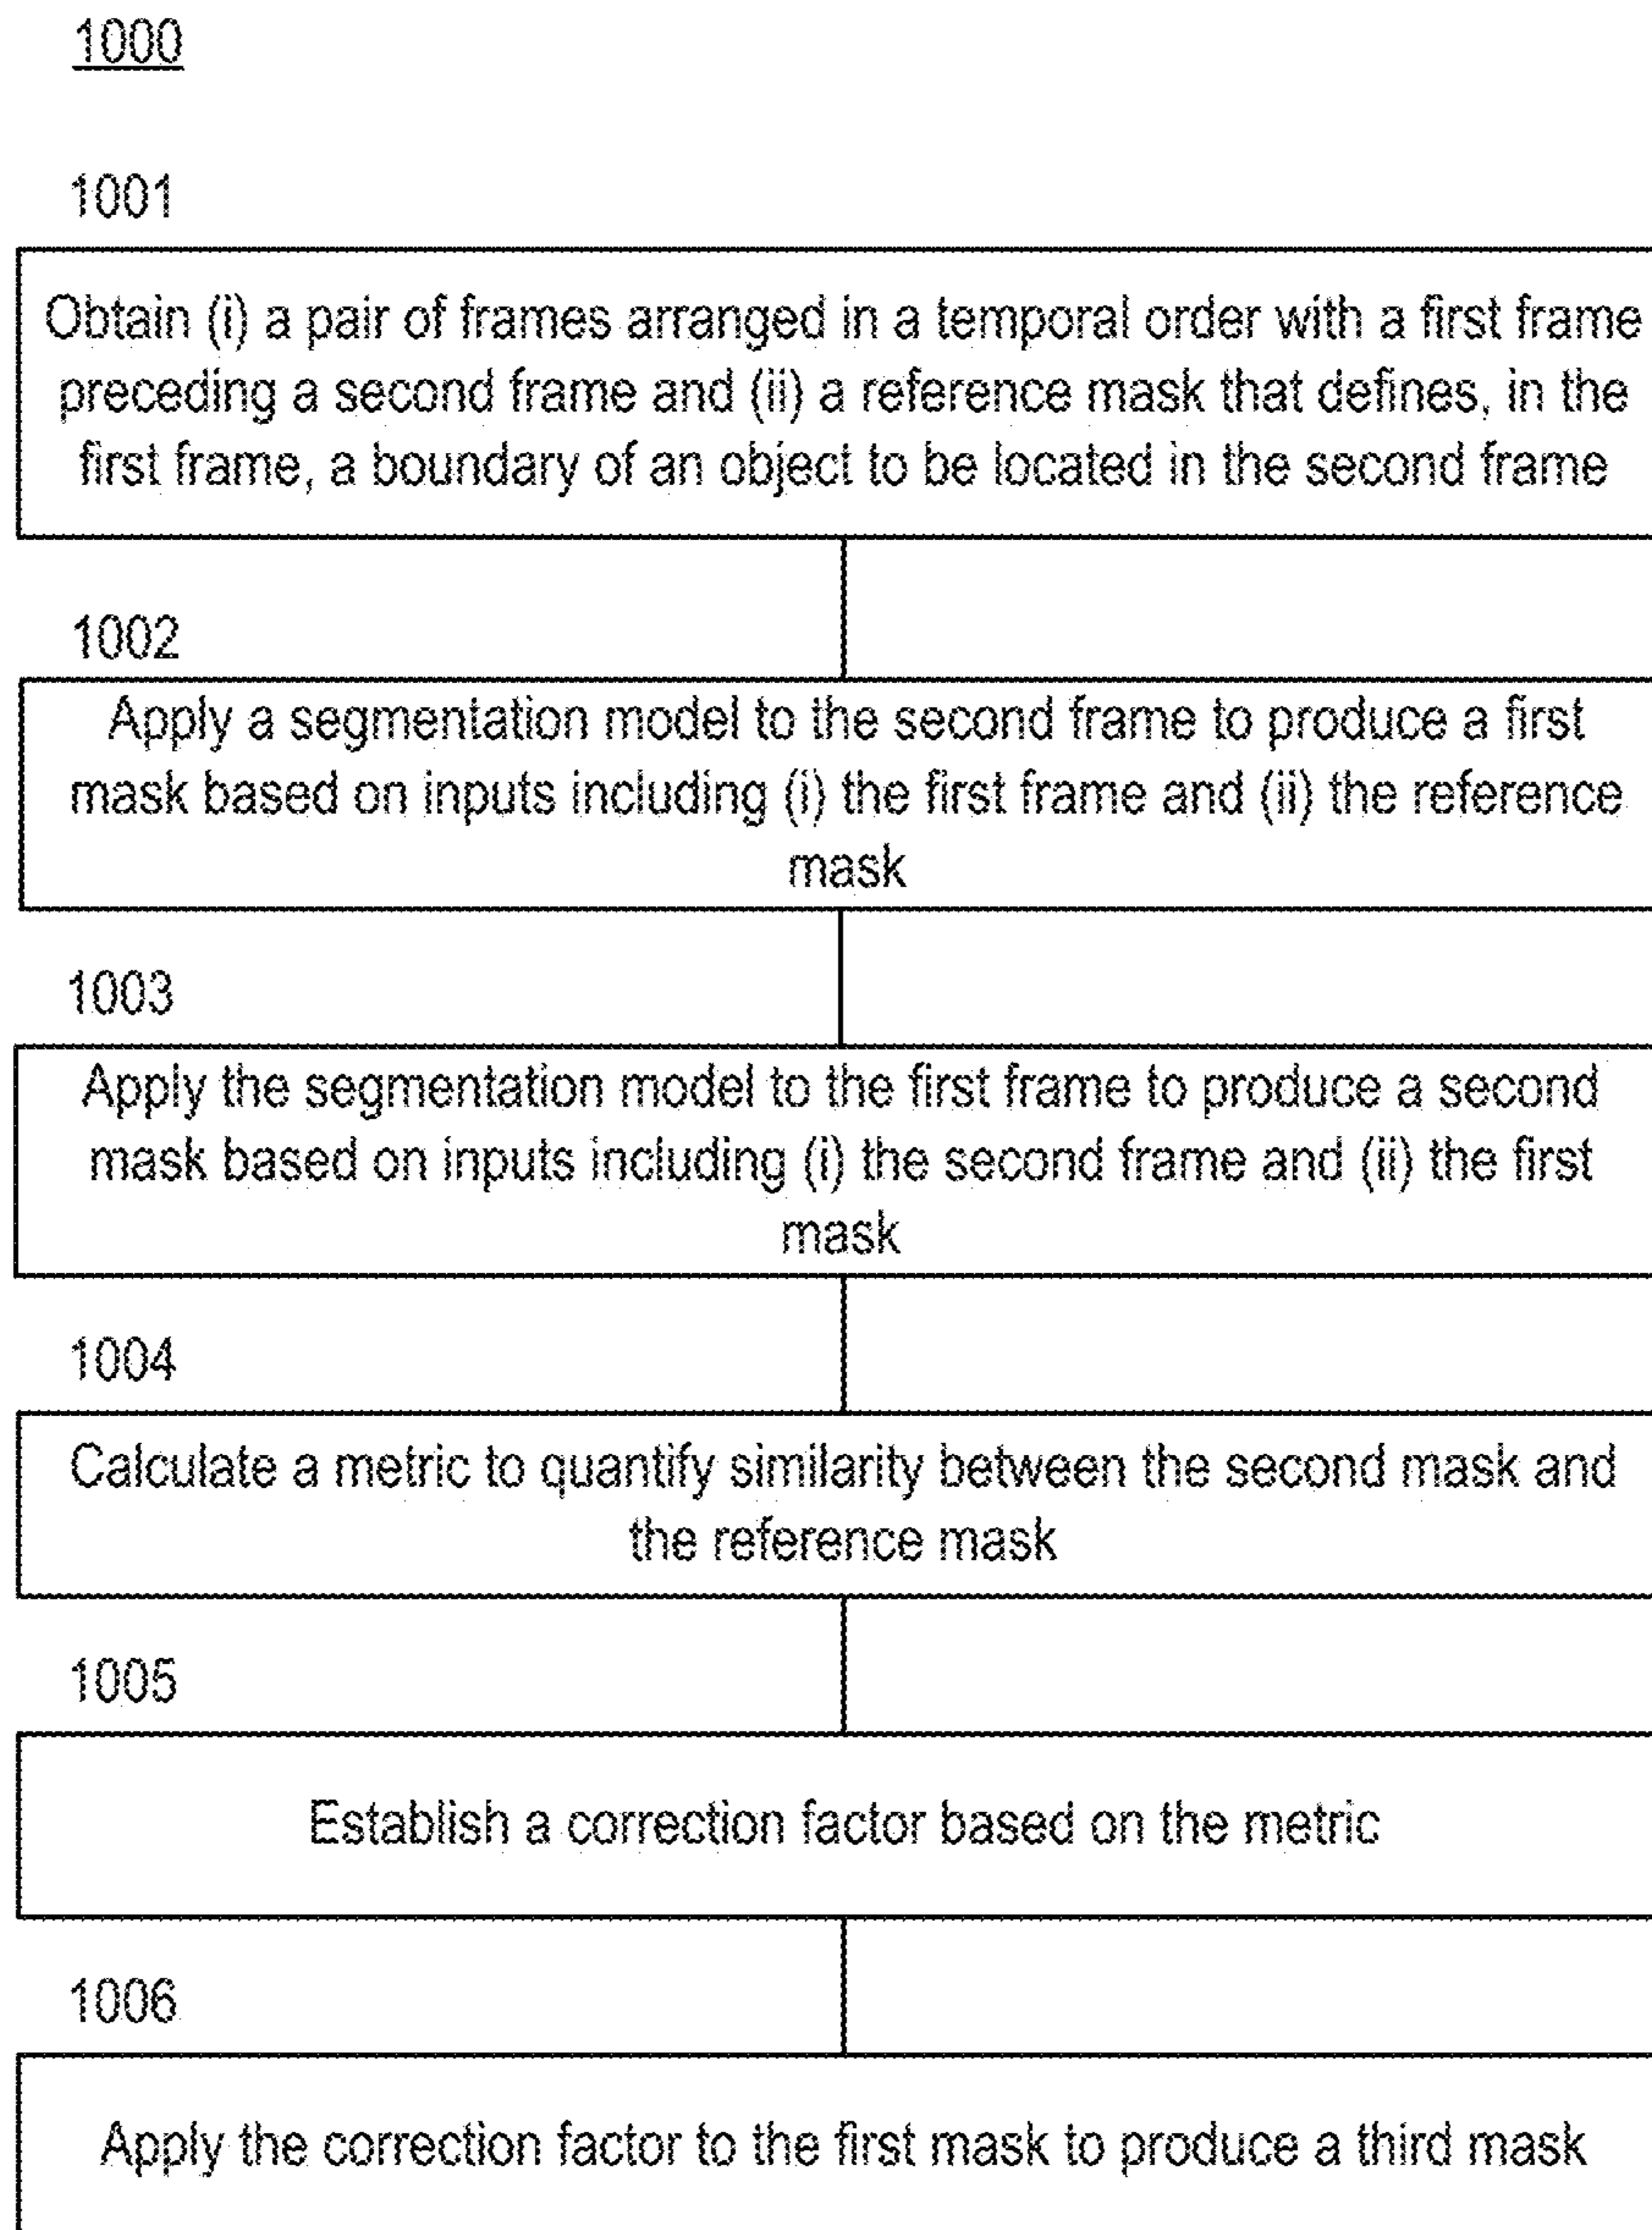 1000
1001
Obtain (i) a pair of frames arranged in a temporal order with a first frame
preceding a second frame and (ii) a reference mask that defines, in the
first frame, a boundary of an object to be located in the second frame
1002
Apply a segmentation model to the second frame to produce a first
mask based on inputs including (i) the first frame and (ii) the reference
mask
1003
Apply the segmentation model to the first frame to produce a second
mask based on inputs including (i) the second frame and (ii) the first
mask
1004
Calculate a metric to quantify similarity between the second mask and
the reference mask
1005
Establish a correction factor based on the metric
1006
Apply the correction factor to the first mask to produce a third mask